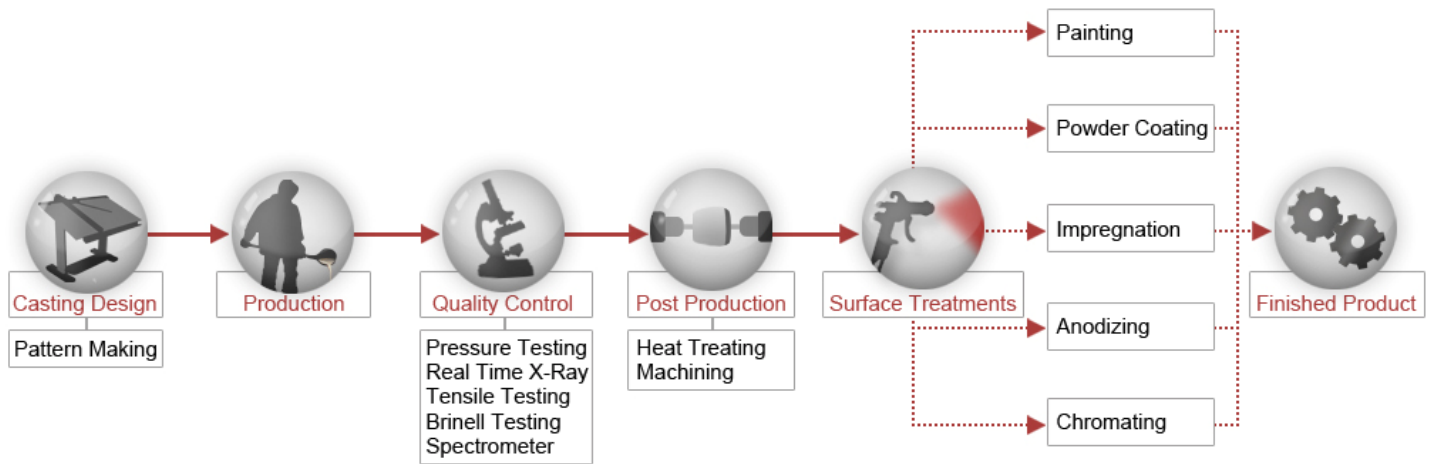 Casting Design
Pattern Making
Production
Quality Control
Pressure Testing
Real Time X-Ray
Tensile Testing
Brinell Testing
Spectrometer
Post Production
Heat Treating
Machining
Surface Treatments
Painting
Powder Coating
Impregnation
Anodizing
Chromating
Finished Product